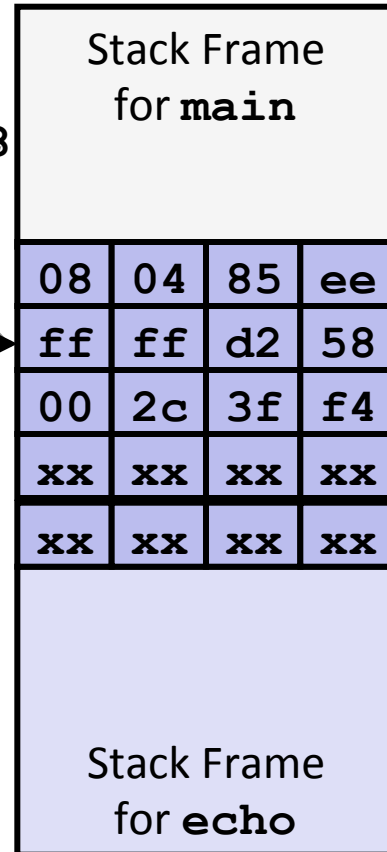 Stack Frame
for main
8
08 04 85 ee
ff ff d2 58
00 2c 3f f4
xx xx xx xx
xx xx xx xx
Stack Frame
for echo